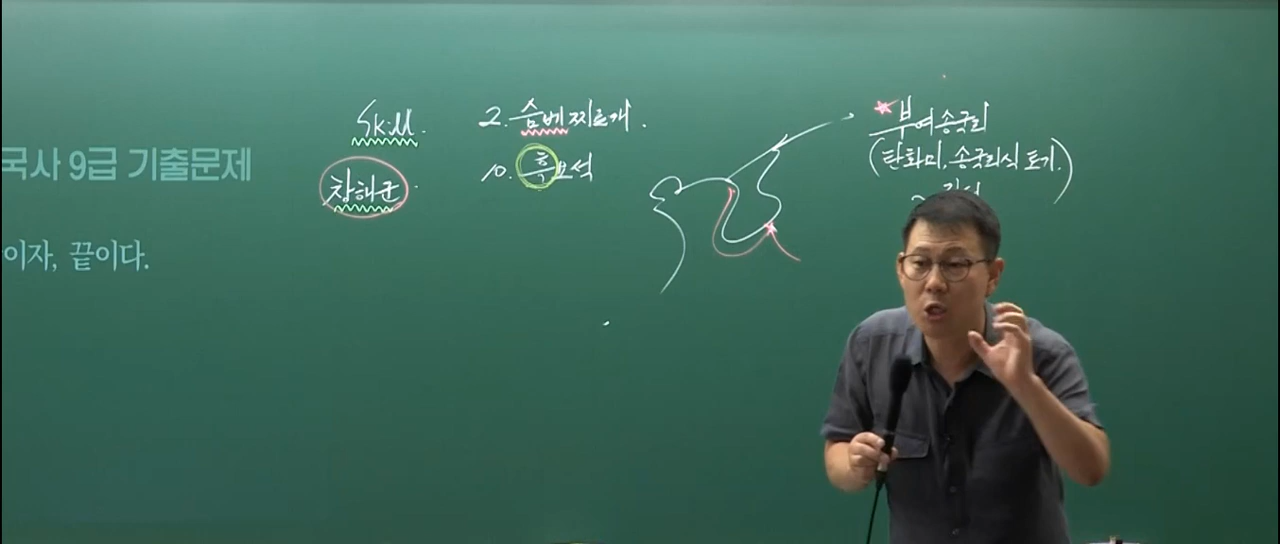 국사 9급 기출문제
이자, 끝이다.
Skill.
창해군
2. 슴베찌르개.
10. 흑요석
부여송국리
(탄화미, 송국리식 토기)